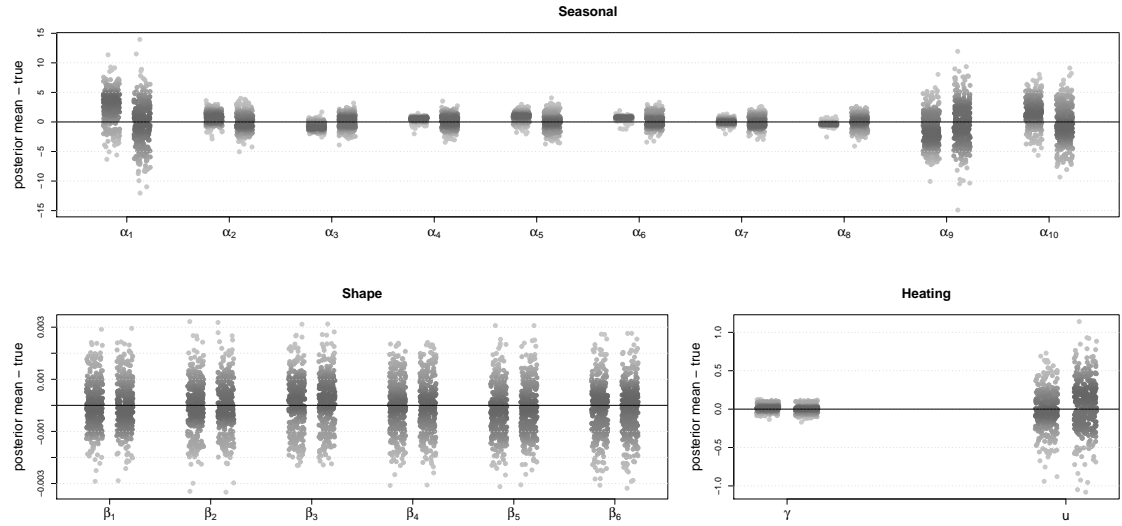 Seasonal
posterior mean − true
15
10
5
0
−5
−10
−15
α1 α2 α3 α4 α5 α6 α7 α8 α9 α10
Shape
posterior mean − true
0.003
0.001
−0.001
−0.003
β1 β2 β3 β4 β5 β6
Heating
posterior mean − true
1.0
0.5
0.0
−0.5
−1.0
γ u